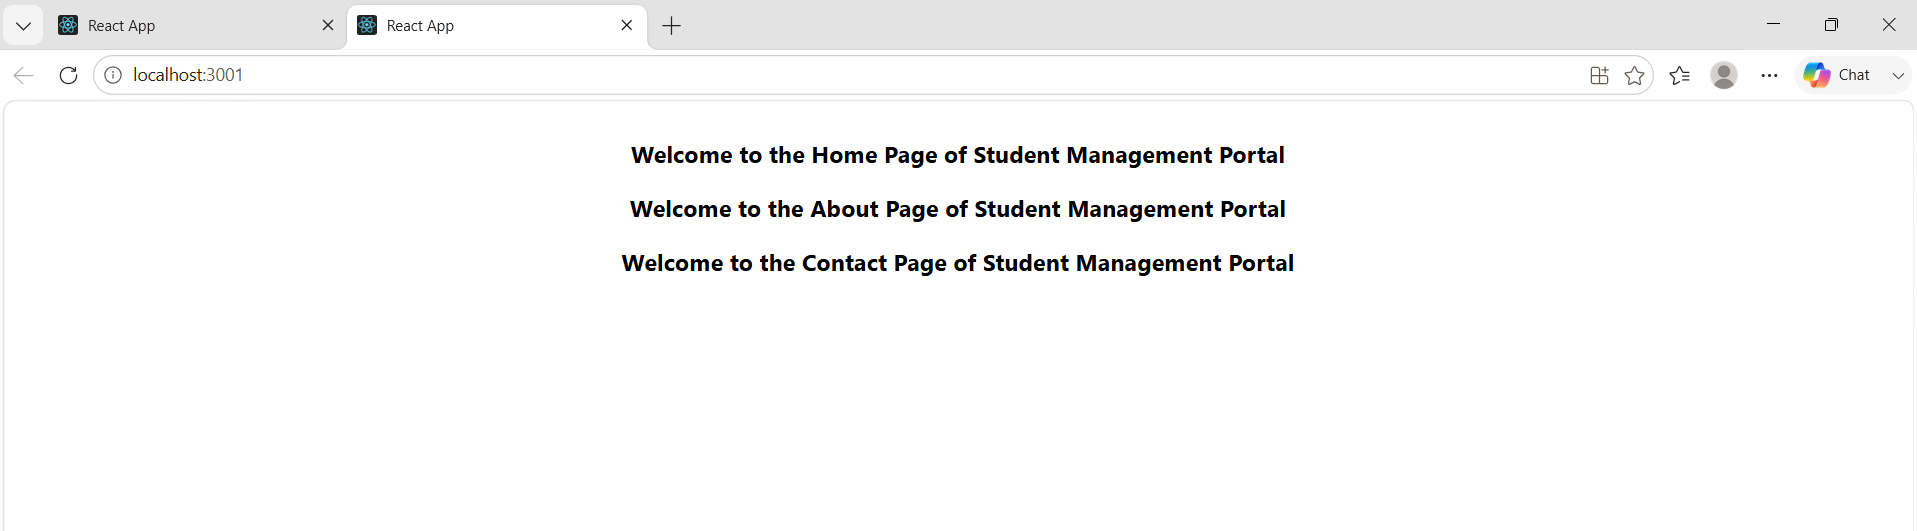 React App
React App
localhost:3001
Chat
Welcome to the Home Page of Student Management Portal
Welcome to the About Page of Student Management Portal
Welcome to the Contact Page of Student Management Portal